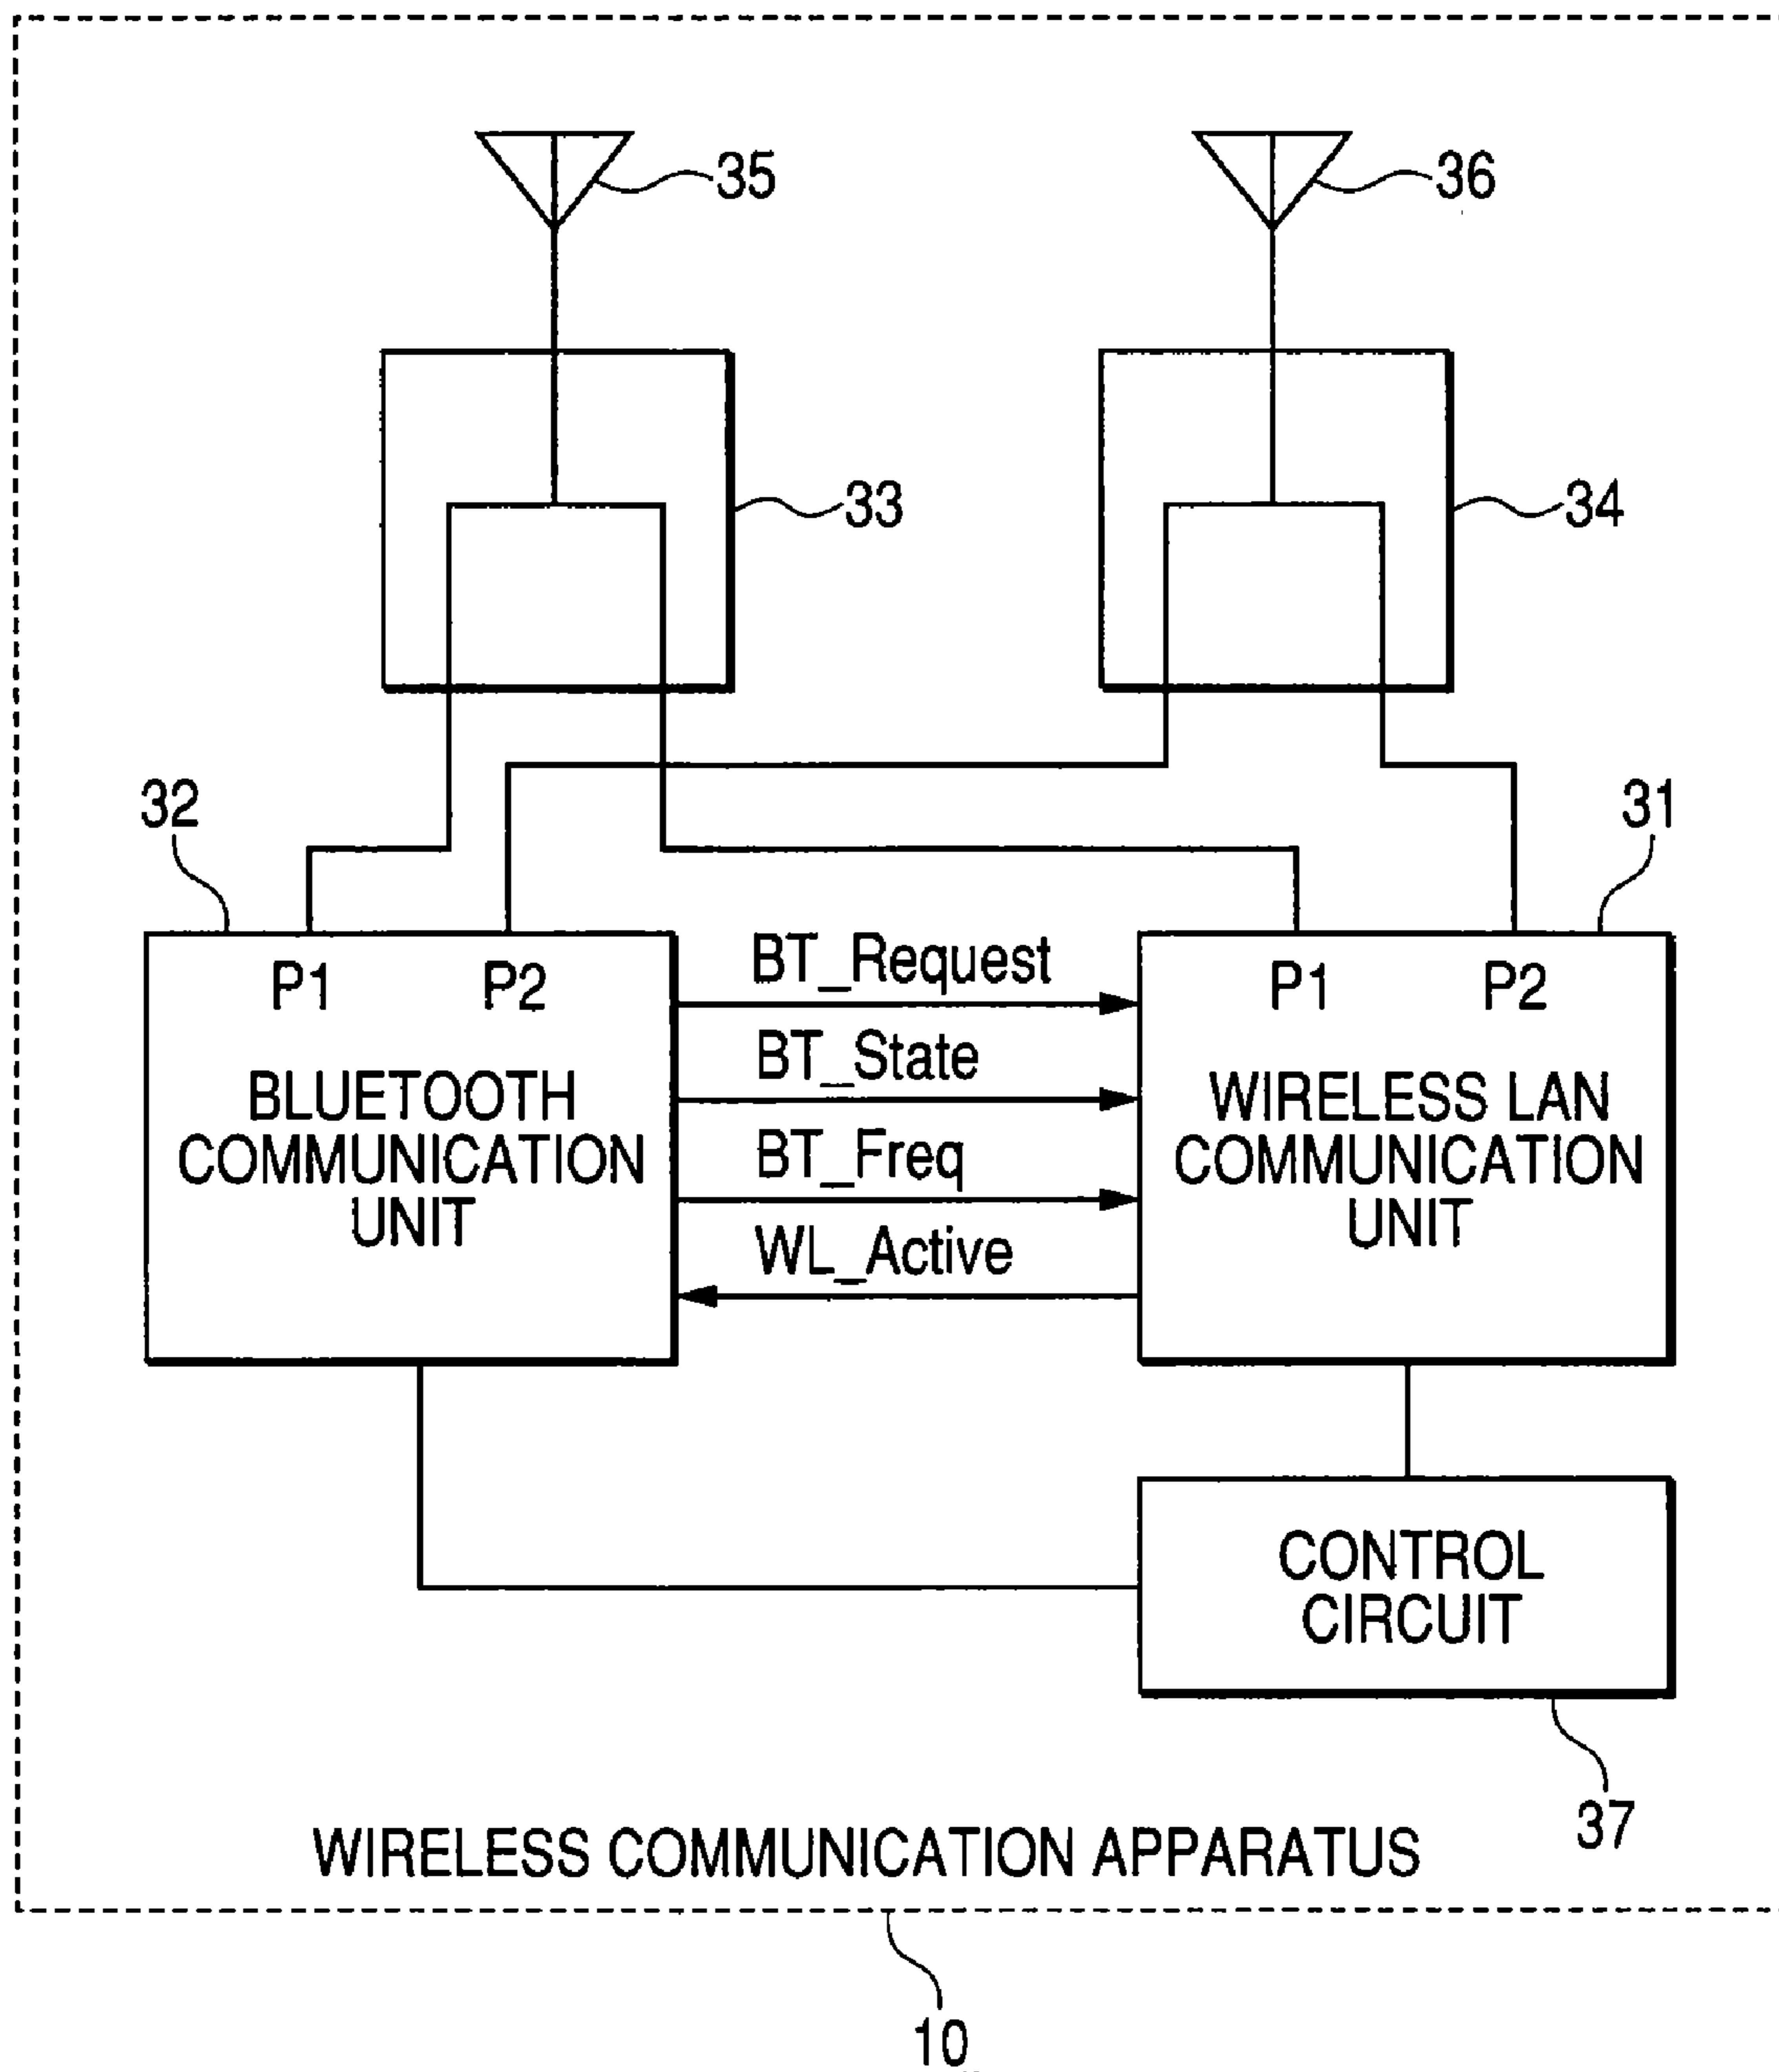 35
36
33
34
32
31
P1 P2
BT_Request
P1 P2
BT_State
BLUETOOTH
COMMUNICATION
UNIT
BT_Freq
WIRELESS LAN
COMMUNICATION
UNIT
WL_Active
CONTROL
CIRCUIT
37
WIRELESS COMMUNICATION APPARATUS
10